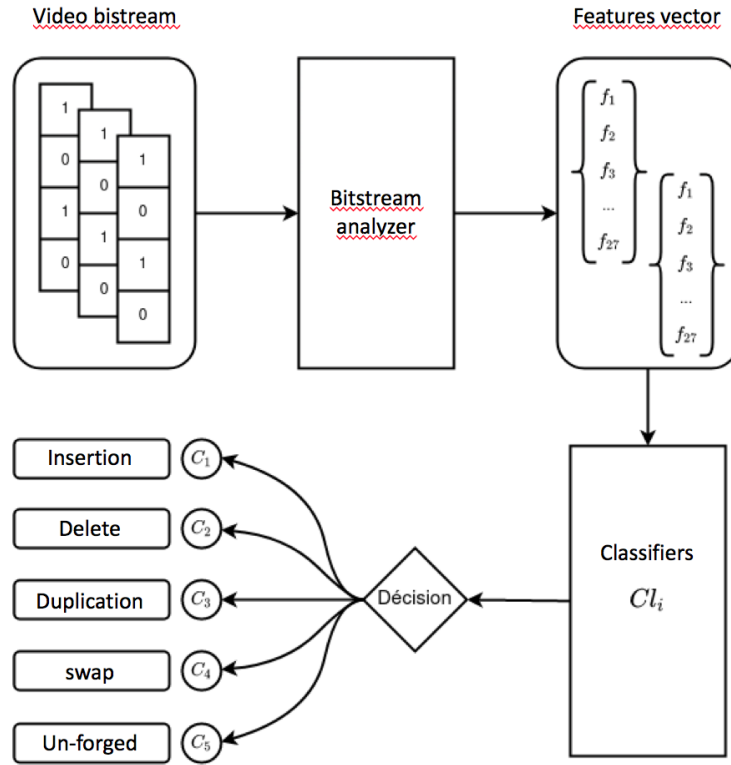 Video bistream
Features vector
1
0
1
0
1
0
1
0
1
0
1
0
Bitstream
analyzer
f₁
f₂
f₃
...
f₂₇
f₁
f₂
f₃
...
f₂₇
Insertion
C₁
Delete
C₂
Duplication
C₃
swap
C₄
Un-forged
C₅
Décision
Classifiers
Clᵢ